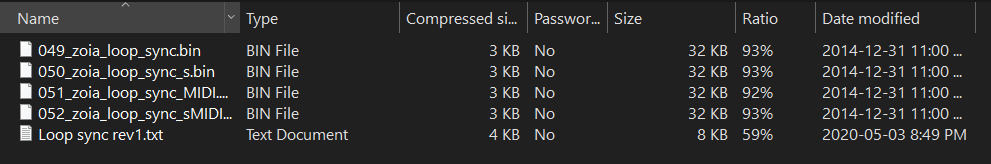 Name Type Compressed si... Passwor... Size Ratio Date modified
049_zoia_loop_sync.bin BIN File 3 KB No 32 KB 93% 2014-12-31 11:00 ...
050_zoia_loop_sync_s.bin BIN File 3 KB No 32 KB 93% 2014-12-31 11:00 ...
051_zoia_loop_sync_MIDI.... BIN File 3 KB No 32 KB 92% 2014-12-31 11:00 ...
052_zoia_loop_sync_sMIDI... BIN File 3 KB No 32 KB 93% 2014-12-31 11:00 ...
Loop sync rev1.txt Text Document 4 KB No 8 KB 59% 2020-05-03 8:49 PM